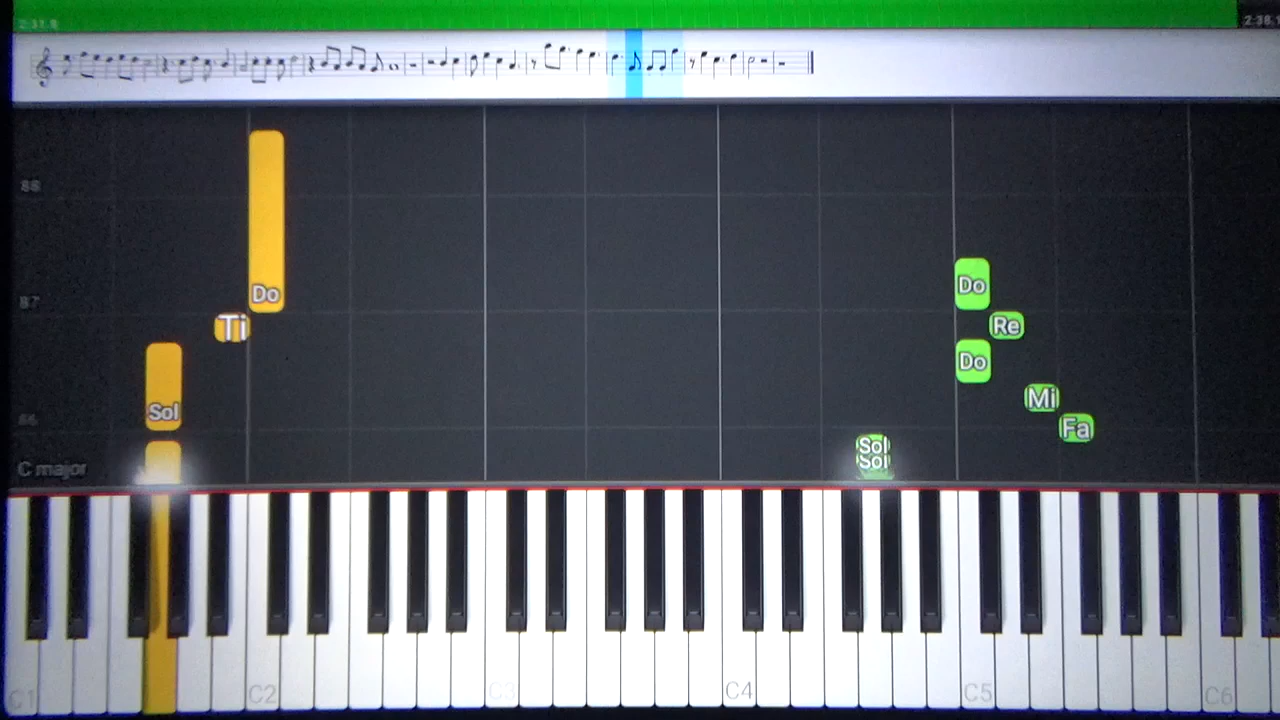 2:31.8
2:38.1
88
Do
Do
87
Ti
Re
Do
Sol
Mi
86
Fa
Sol
Sol
C major
C1
C2
C3
C4
C5
C6